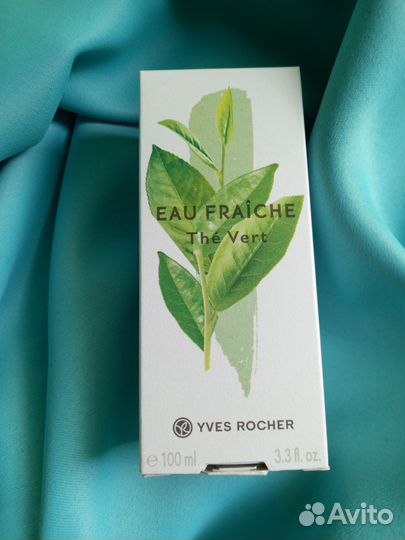 EAU FRAÎCHE
Thé Vert
YVES ROCHER
e 100 ml 3.3 fl. oz.
Avito